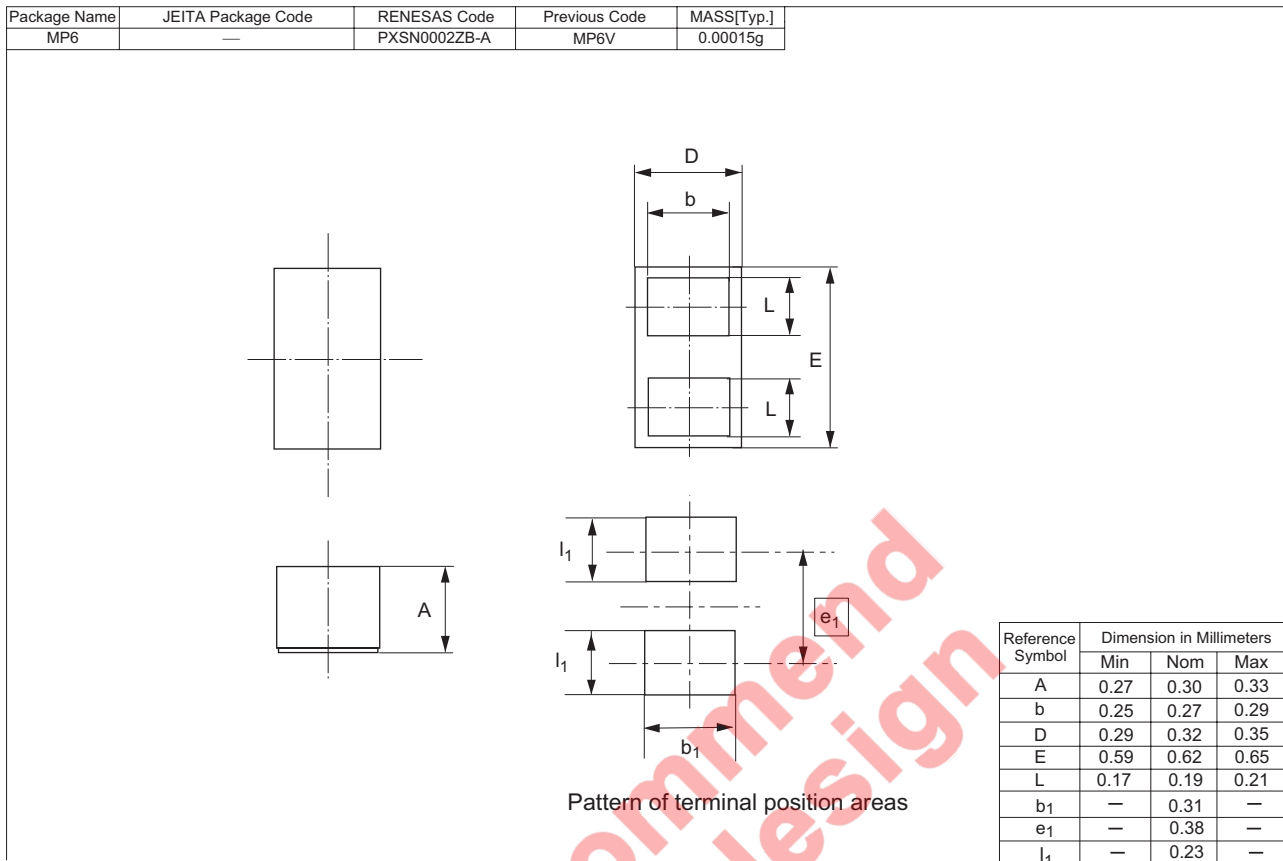 Package Name JEITA Package Code RENESAS Code Previous Code MASS[Typ.]
MP6 — PXSN0002ZB-A MP6V 0.00015g
D
b
L
E
L
A
l1
e1
l1
b1
Pattern of terminal position areas
Reference Symbol Dimension in Millimeters
Min Nom Max
A 0.27 0.30 0.33
b 0.25 0.27 0.29
D 0.29 0.32 0.35
E 0.59 0.62 0.65
L 0.17 0.19 0.21
b1 — 0.31 —
e1 — 0.38 —
l1 — 0.23 —
ommend
design